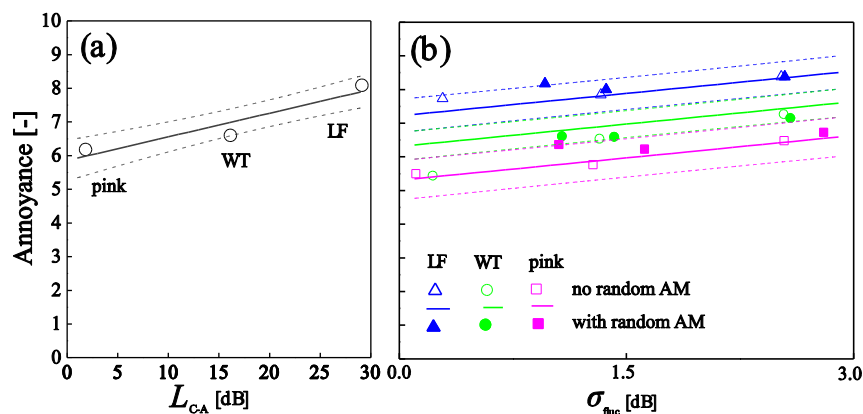 (a)
(b)
Annoyance [-]
10
9
8
7
6
5
4
3
2
1
0
pink
WT
LF
0 5 10 15 20 25 30
L C-A [dB]
LF WT pink
no random AM
with random AM
0.0 1.5 3.0
σ fluc [dB]